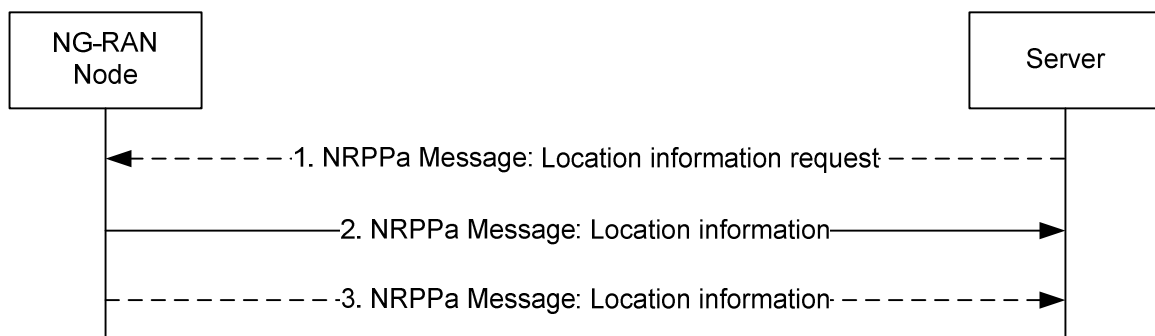 NG-RAN
Node
Server
1. NRPPa Message: Location information request
2. NRPPa Message: Location information
3. NRPPa Message: Location information